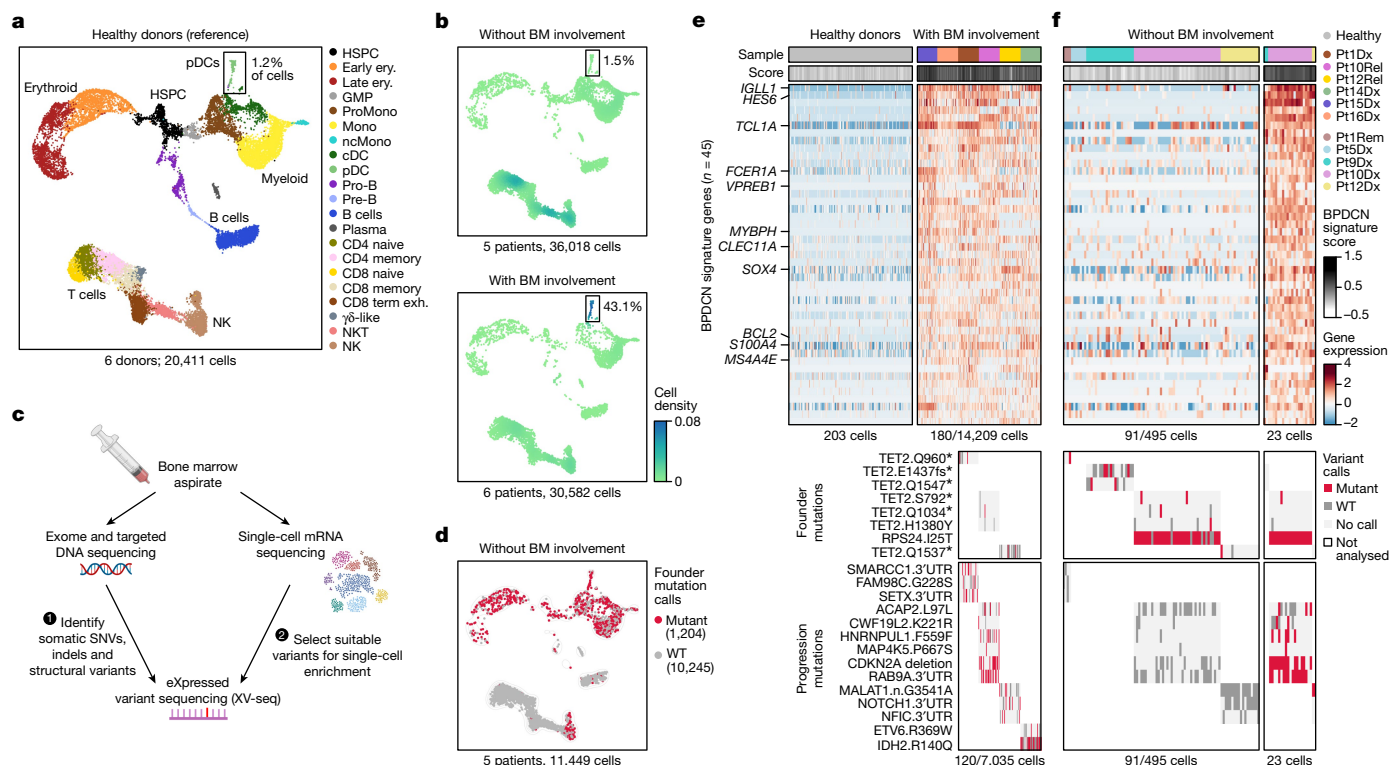 a
Healthy donors (reference)
pDCs
1.2%
of cells
Erythroid
HSPC
Myeloid
B cells
T cells
NK
6 donors; 20,411 cells
HSPC
Early ery.
Late ery.
GMP
ProMono
Mono
ncMono
cDC
pDC
Pro-B
Pre-B
B cells
Plasma
CD4 naive
CD4 memory
CD8 naive
CD8 memory
CD8 term exh.
γδ-like
NKT
NK
b
Without BM involvement
1.5%
5 patients, 36,018 cells
With BM involvement
43.1%
6 patients, 30,582 cells
Cell
density
0.08
0
c
Bone marrow
aspirate
Exome and targeted
DNA sequencing
Single-cell mRNA
sequencing
1 Identify
somatic SNVs,
indels and
structural variants
2 Select suitable
variants for single-cell
enrichment
eXpressed
variant sequencing (XV-seq)
d
Without BM involvement
Founder
mutation
calls
Mutant
(1,204)
WT
(10,245)
5 patients, 11,449 cells
e
Healthy donors
With BM involvement
Sample
Score
BPDCN signature genes (n = 45)
IGLL1
HES6
TCL1A
FCER1A
VPREB1
MYBPH
CLEC11A
SOX4
BCL2
S100A4
MS4A4E
203 cells
180/14,209 cells
Founder
mutations
TET2.Q960*
TET2.E1437fs*
TET2.Q1547*
TET2.S792*
TET2.Q1034*
TET2.H1380Y
RPS24.I25T
TET2.Q1537*
Progression
mutations
SMARCC1.3′UTR
FAM98C.G228S
SETX.3′UTR
ACAP2.L97L
CWF19L2.K221R
HNRNPUL1.F559F
MAP4K5.P667S
CDKN2A deletion
RAB9A.3′UTR
MALAT1.n.G3541A
NOTCH1.3′UTR
NFIC.3′UTR
ETV6.R369W
IDH2.R140Q
120/7,035 cells
f
Without BM involvement
91/495 cells
23 cells
91/495 cells
23 cells
Healthy
Pt1Dx
Pt10Rel
Pt12Rel
Pt14Dx
Pt15Dx
Pt16Dx
Pt1Rem
Pt5Dx
Pt9Dx
Pt10Dx
Pt12Dx
BPDCN
signature
score
1.5
−0.5
Gene
expression
4
2
0
−2
Variant
calls
Mutant
WT
No call
Not
analysed